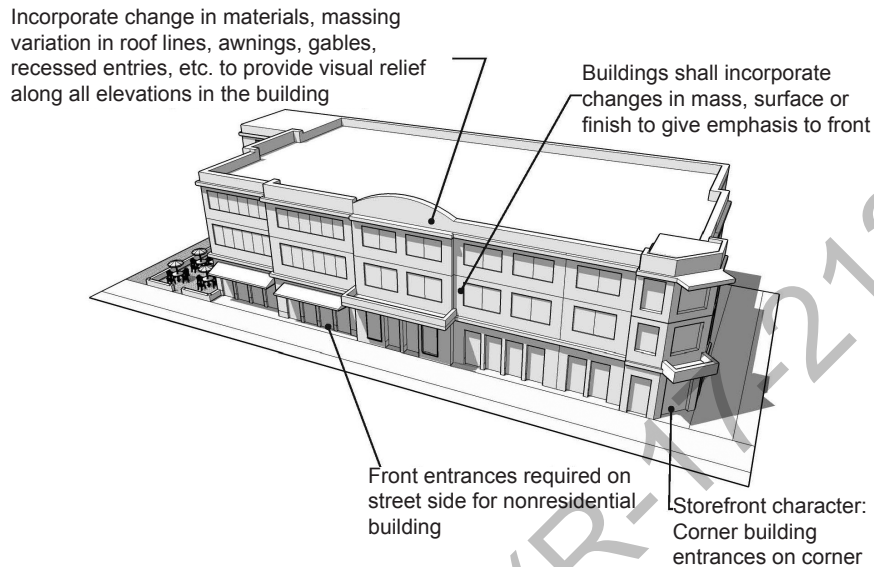 Incorporate change in materials, massing
variation in roof lines, awnings, gables,
recessed entries, etc. to provide visual relief
along all elevations in the building
Buildings shall incorporate
changes in mass, surface or
finish to give emphasis to front
Front entrances required on
street side for nonresidential
building
Storefront character:
Corner building
entrances on corner